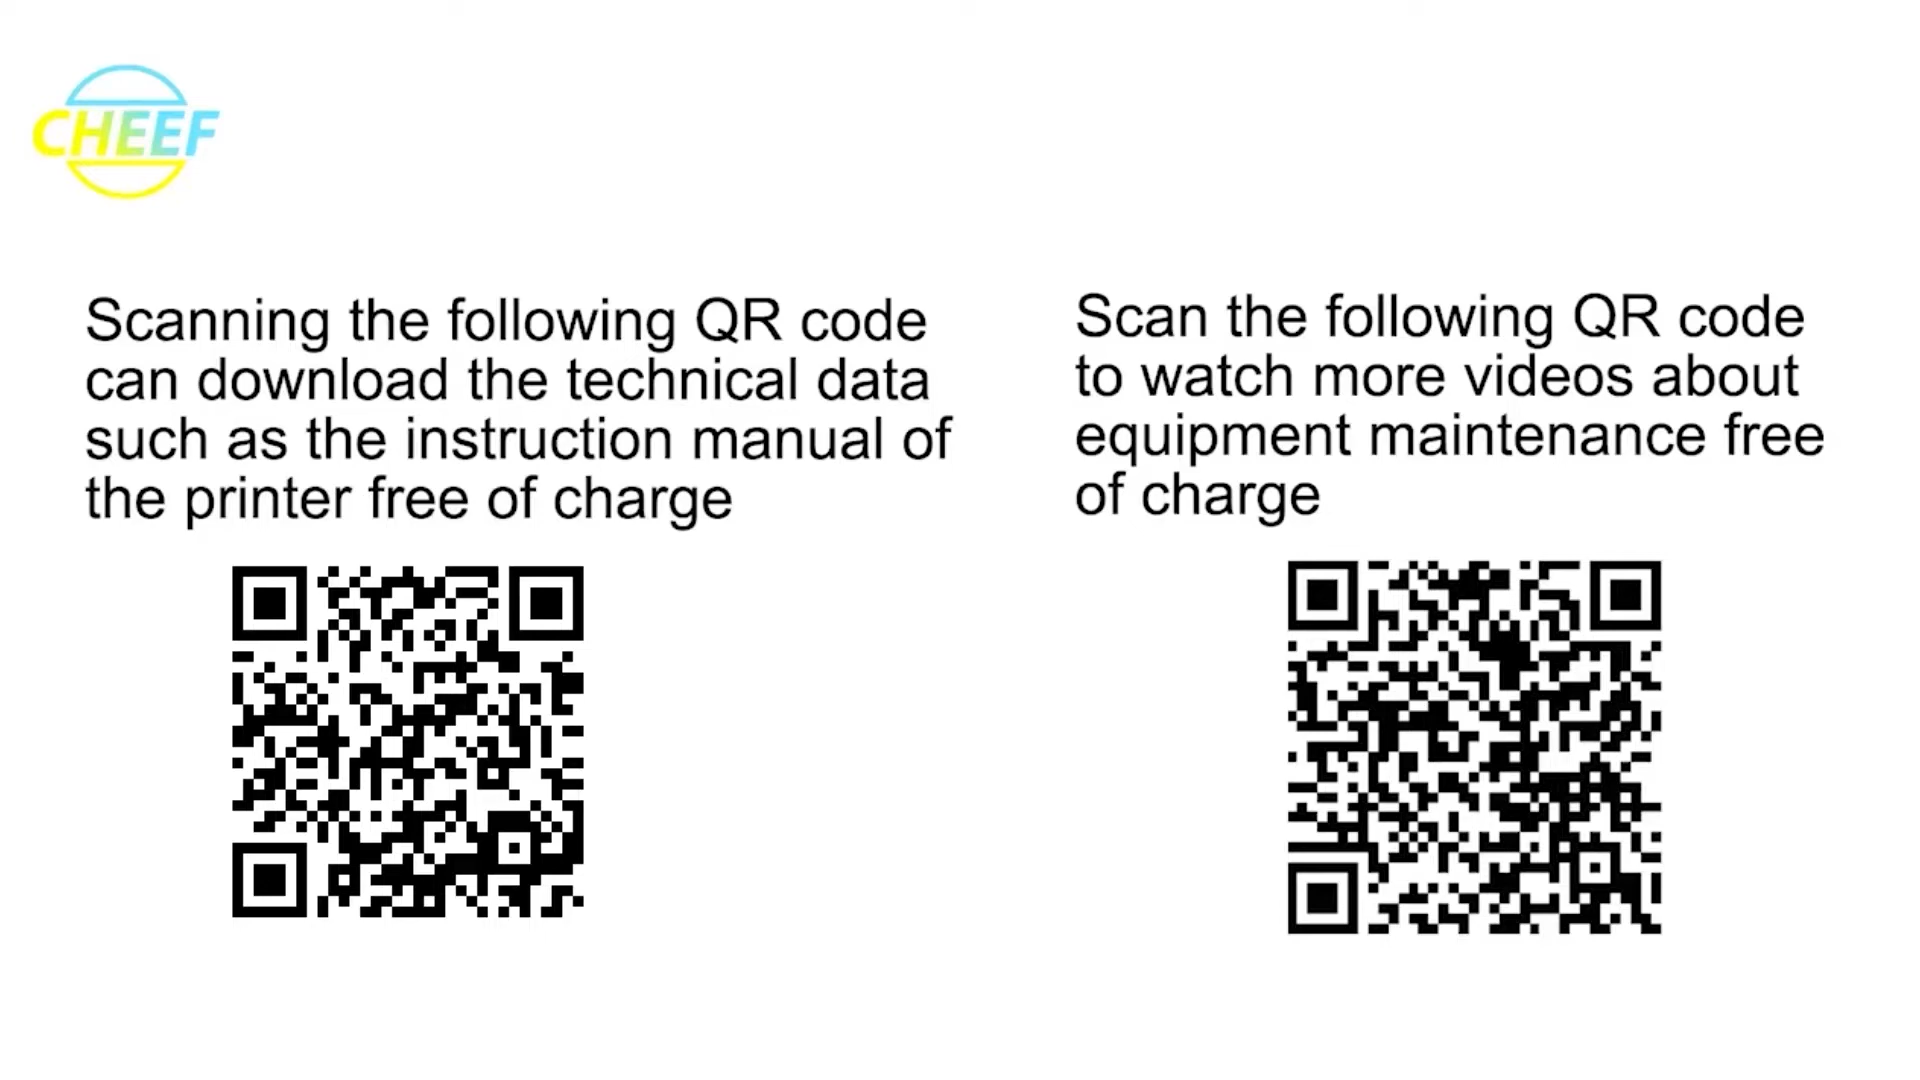 CHEEF
Scanning the following QR code
can download the technical data
such as the instruction manual of
the printer free of charge
Scan the following QR code
to watch more videos about
equipment maintenance free
of charge